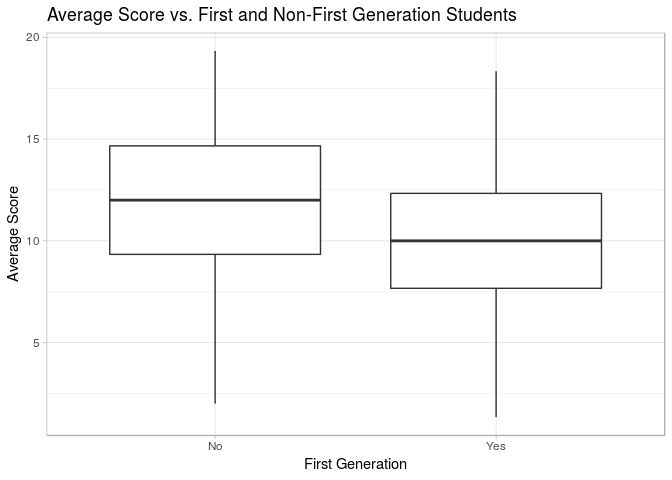 Average Score vs. First and Non-First Generation Students
20
15
10
5
Average Score
No Yes
First Generation